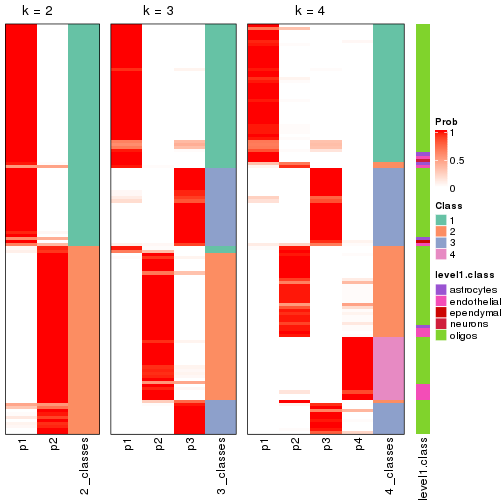 k = 2
k = 3
k = 4
p1
p2
2_classes
p1
p2
p3
3_classes
p1
p2
p3
p4
4_classes
level1.class
Prob
1
0.5
0
Class
1
2
3
4
level1.class
astrocytes
endothelial
ependymal
neurons
oligos